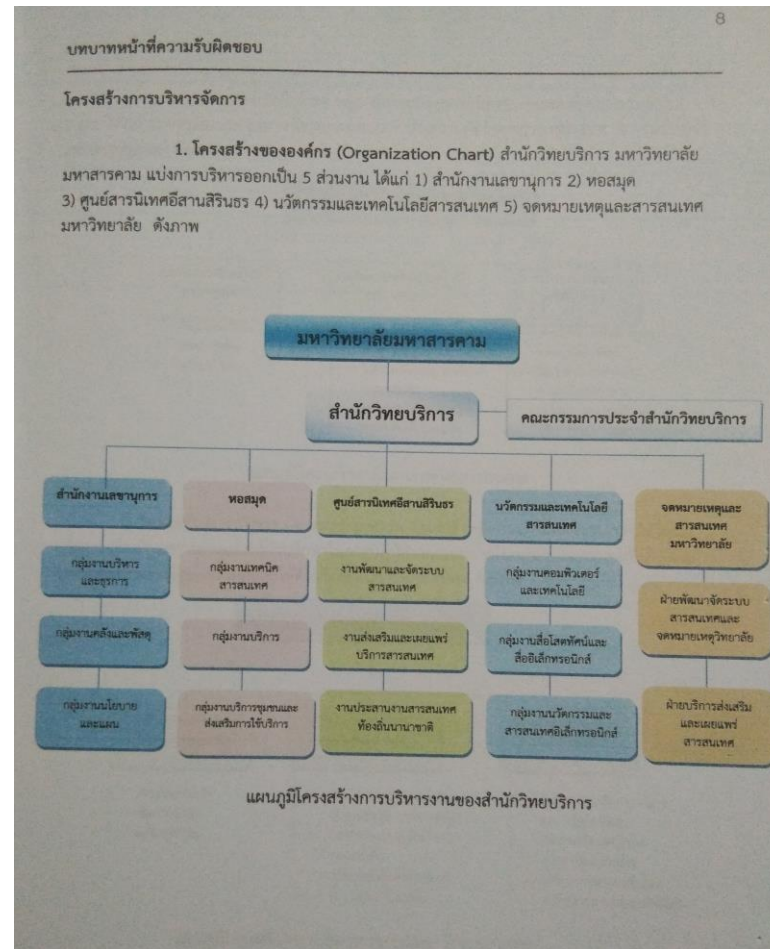 8
บทบาทหน้าที่ความรับผิดชอบ
โครงสร้างการบริหารจัดการ
1. โครงสร้างขององค์กร (Organization Chart) สำนักวิทยบริการ มหาวิทยาลัย
มหาสารคาม แบ่งการบริหารออกเป็น 5 ส่วนงาน ได้แก่ 1) สำนักงานเลขานุการ 2) หอสมุด
3) ศูนย์สารนิเทศอีสานสิรินธร 4) นวัตกรรมและเทคโนโลยีสารสนเทศ 5) จดหมายเหตุและสารสนเทศ
มหาวิทยาลัย ดังภาพ
มหาวิทยาลัยมหาสารคาม
สำนักวิทยบริการ
คณะกรรมการประจำสำนักวิทยบริการ
สำนักงานเลขานุการ
กลุ่มงานบริหาร
และธุรการ
กลุ่มงานคลังและพัสดุ
กลุ่มงานนโยบาย
และแผน
หอสมุด
กลุ่มงานเทคนิค
สารสนเทศ
กลุ่มงานบริการ
กลุ่มงานบริการชุมชนและ
ส่งเสริมการใช้บริการ
ศูนย์สารนิเทศอีสานสิรินธร
งานพัฒนาและจัดระบบ
สารสนเทศ
งานส่งเสริมและเผยแพร่
บริการสารสนเทศ
งานประสานงานสารสนเทศ
ท้องถิ่นนานาชาติ
นวัตกรรมและเทคโนโลยี
สารสนเทศ
กลุ่มงานคอมพิวเตอร์
และเทคโนโลยี
กลุ่มงานสื่อโสตทัศน์และ
สื่ออิเล็กทรอนิกส์
กลุ่มงานนวัตกรรมและ
สารสนเทศอิเล็กทรอนิกส์
จดหมายเหตุและ
สารสนเทศ
มหาวิทยาลัย
ฝ่ายพัฒนาจัดระบบ
สารสนเทศและ
จดหมายเหตุวิทยาลัย
ฝ่ายบริการส่งเสริม
และเผยแพร่
สารสนเทศ
แผนภูมิโครงสร้างการบริหารงานของสำนักวิทยบริการ